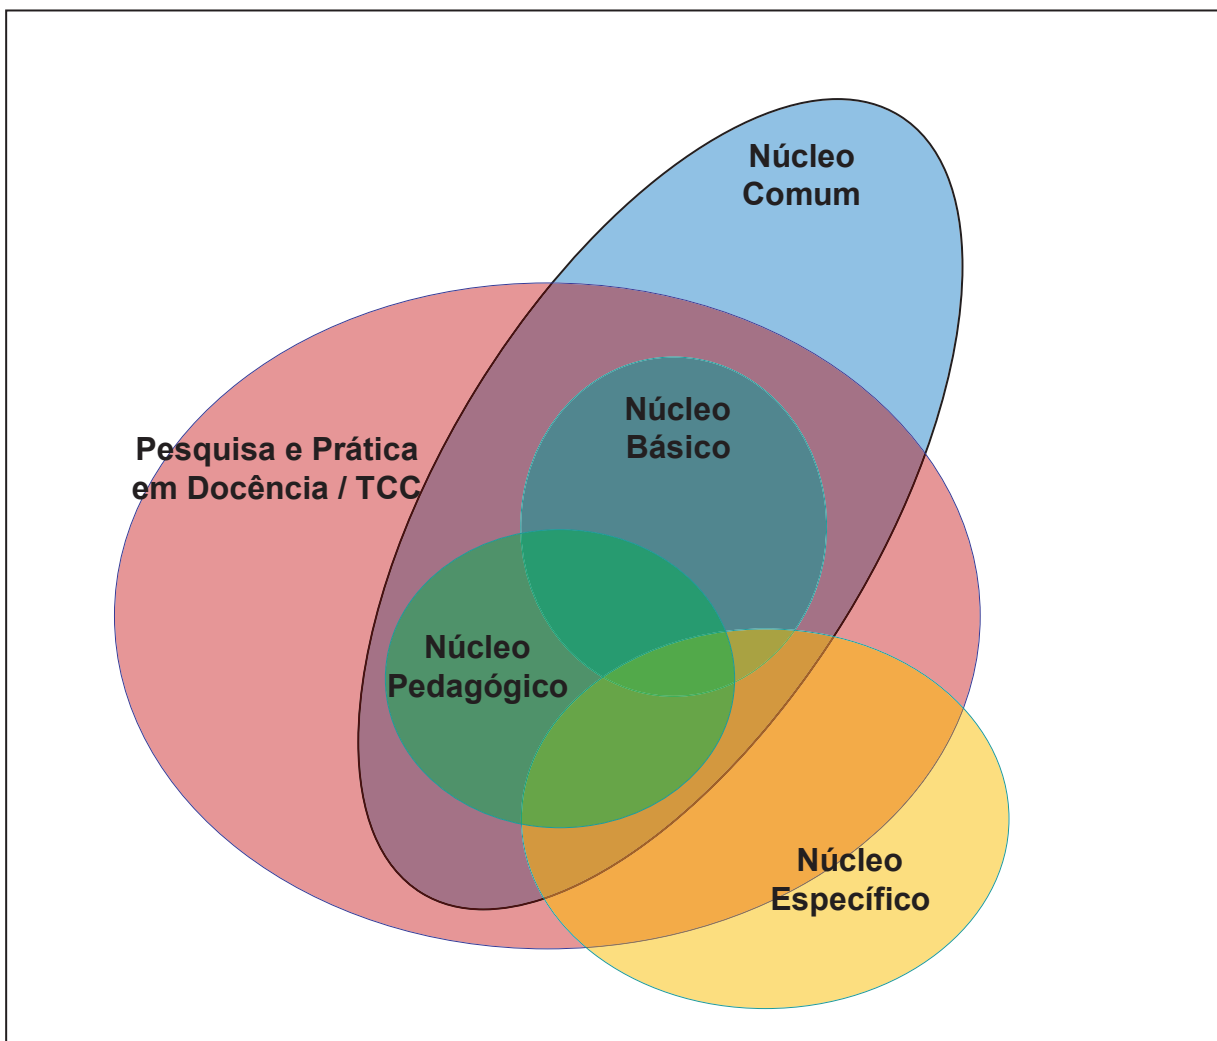 Núcleo
Comum
Núcleo
Básico
Pesquisa e Prática
em Docência / TCC
Núcleo
Pedagógico
Núcleo
Específico